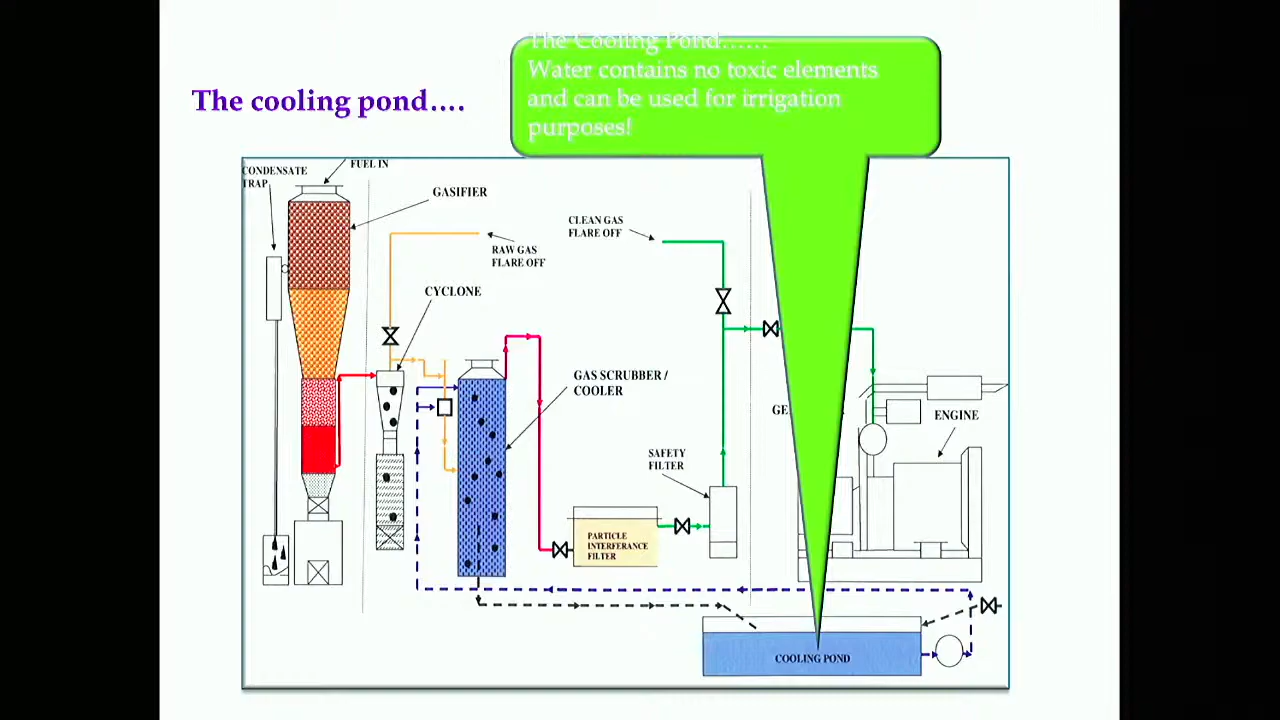 The Cooling Pond......
Water contains no toxic elements
and can be used for irrigation
purposes!
The cooling pond....
CONDENSATE
TRAP
FUEL IN
GASIFIER
RAW GAS
FLARE OFF
CLEAN GAS
FLARE OFF
CYCLONE
GAS SCRUBBER /
COOLER
SAFETY
FILTER
PARTICLE
INTERFERANCE
FILTER
ENGINE
COOLING POND